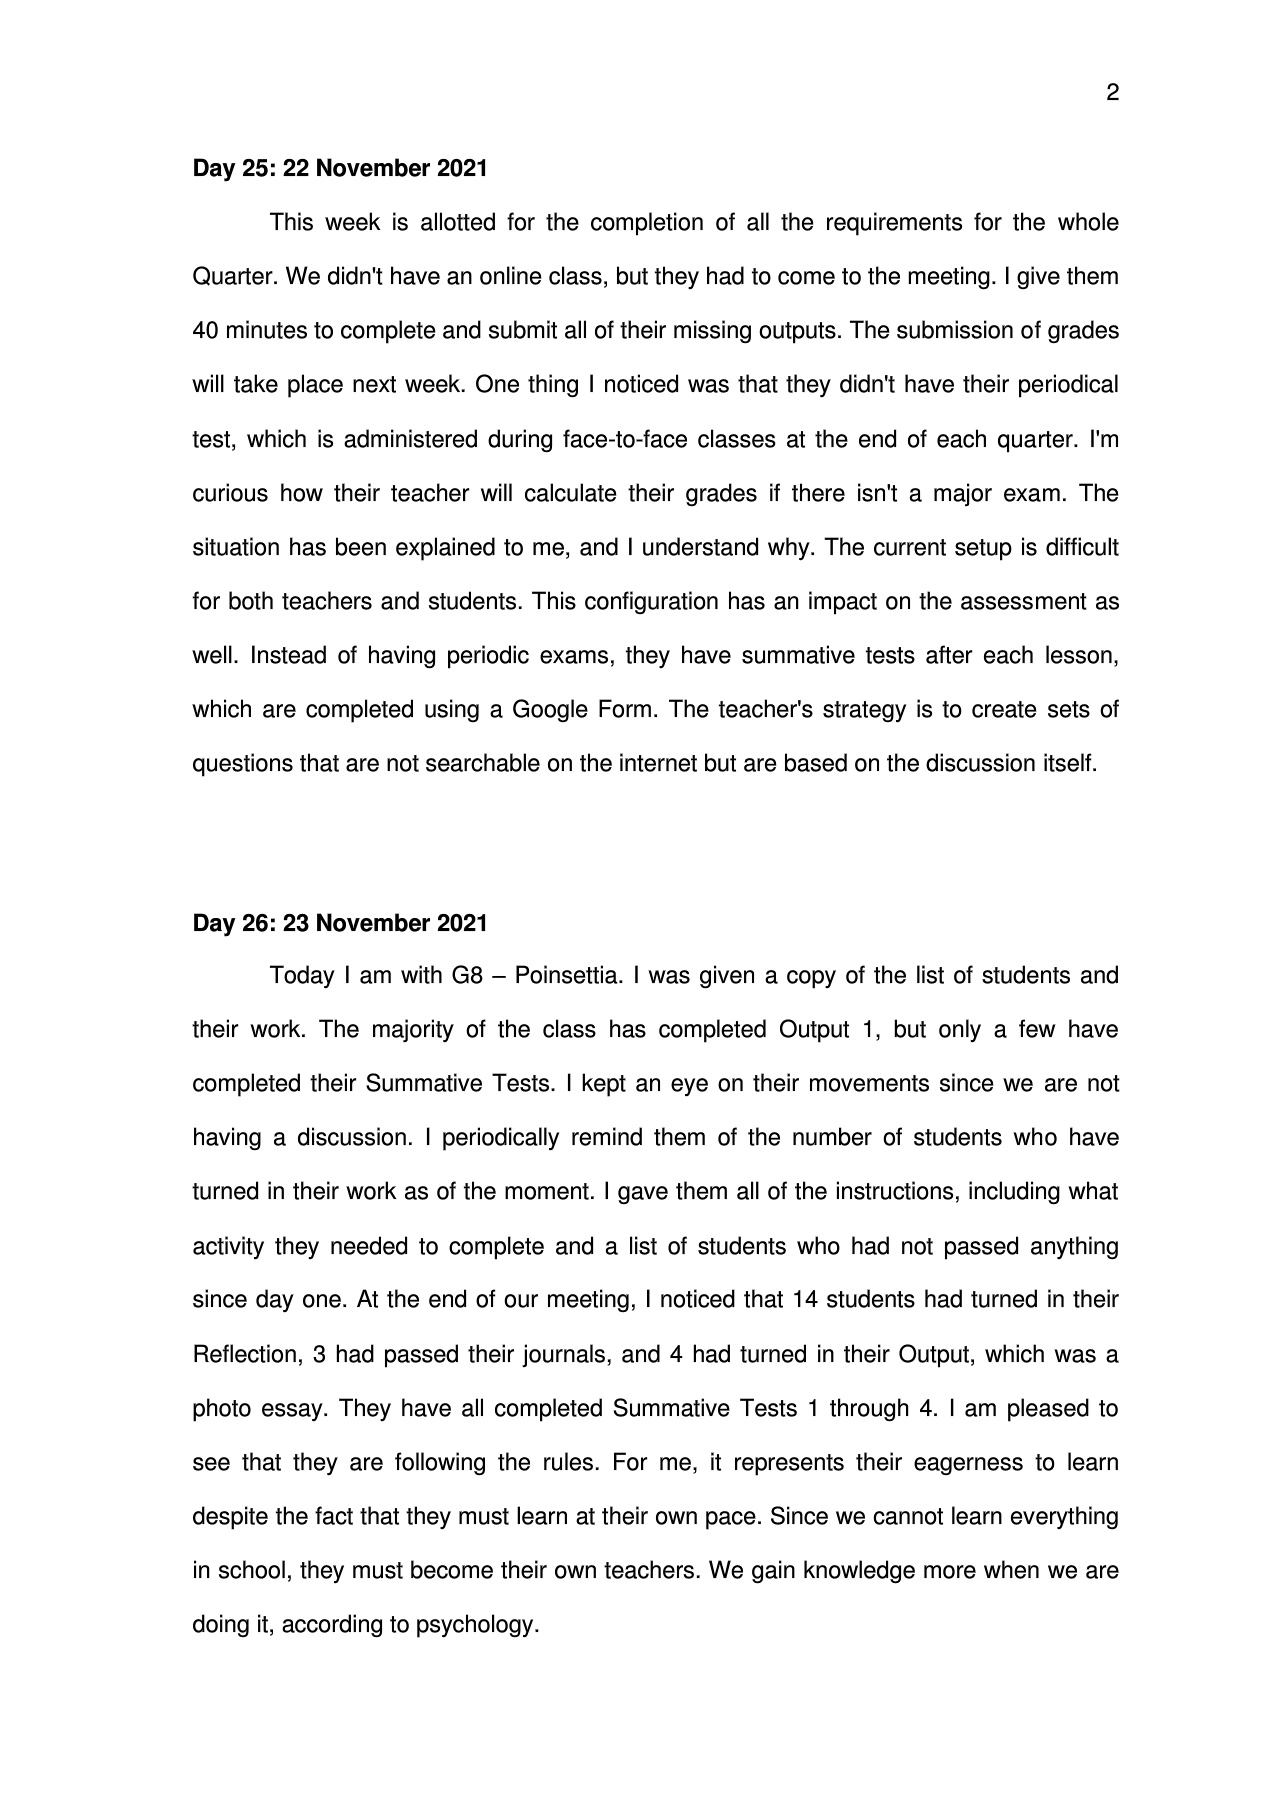 2
Day 25: 22 November 2021
This week is allotted for the completion of all the requirements for the whole
Quarter. We didn't have an online class, but they had to come to the meeting. I give them
40 minutes to complete and submit all of their missing outputs. The submission of grades
will take place next week. One thing I noticed was that they didn't have their periodical
test, which is administered during face-to-face classes at the end of each quarter. I'm
curious how their teacher will calculate their grades if there isn't a major exam. The
situation has been explained to me, and I understand why. The current setup is difficult
for both teachers and students. This configuration has an impact on the assessment as
well. Instead of having periodic exams, they have summative tests after each lesson,
which are completed using a Google Form. The teacher's strategy is to create sets of
questions that are not searchable on the internet but are based on the discussion itself.
Day 26: 23 November 2021
Today I am with G8 – Poinsettia. I was given a copy of the list of students and
their work. The majority of the class has completed Output 1, but only a few have
completed their Summative Tests. I kept an eye on their movements since we are not
having a discussion. I periodically remind them of the number of students who have
turned in their work as of the moment. I gave them all of the instructions, including what
activity they needed to complete and a list of students who had not passed anything
since day one. At the end of our meeting, I noticed that 14 students had turned in their
Reflection, 3 had passed their journals, and 4 had turned in their Output, which was a
photo essay. They have all completed Summative Tests 1 through 4. I am pleased to
see that they are following the rules. For me, it represents their eagerness to learn
despite the fact that they must learn at their own pace. Since we cannot learn everything
in school, they must become their own teachers. We gain knowledge more when we are
doing it, according to psychology.